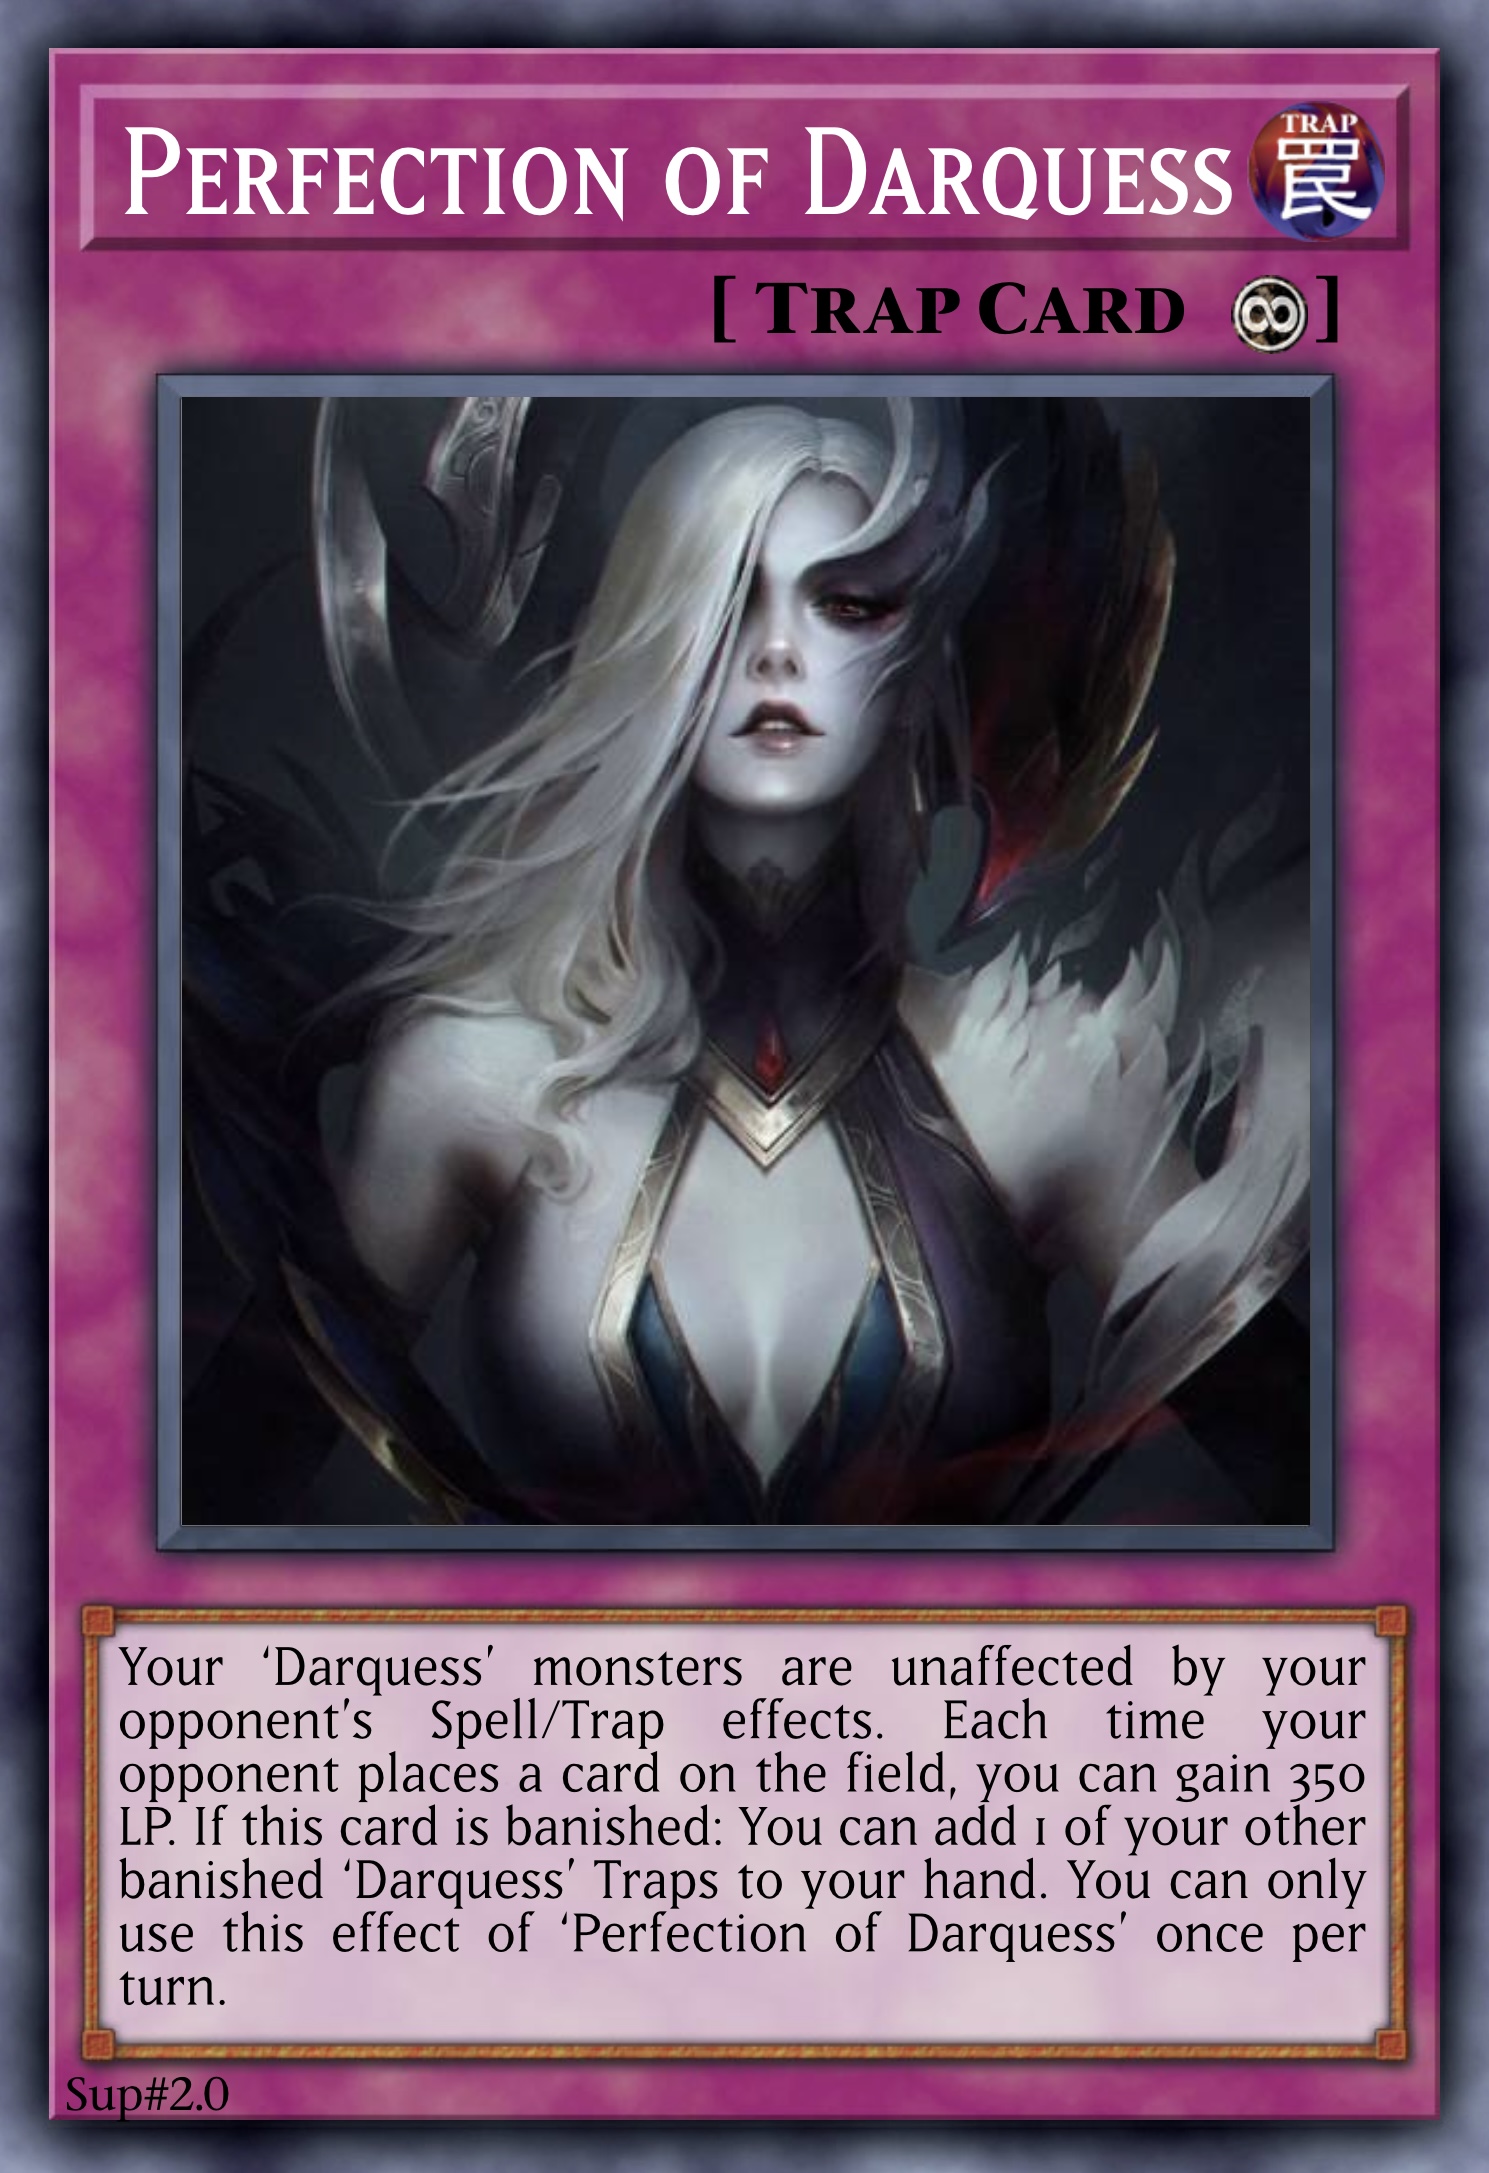 Perfection of Darquess
TRAP
罠
[ Trap Card ∞ ]
Your ‘Darquess’ monsters are unaffected by your
opponent's Spell/Trap effects. Each time your
opponent places a card on the field, you can gain 350
LP. If this card is banished: You can add 1 of your other
banished ‘Darquess’ Traps to your hand. You can only
use this effect of ‘Perfection of Darquess’ once per
turn.
Sup#2.0